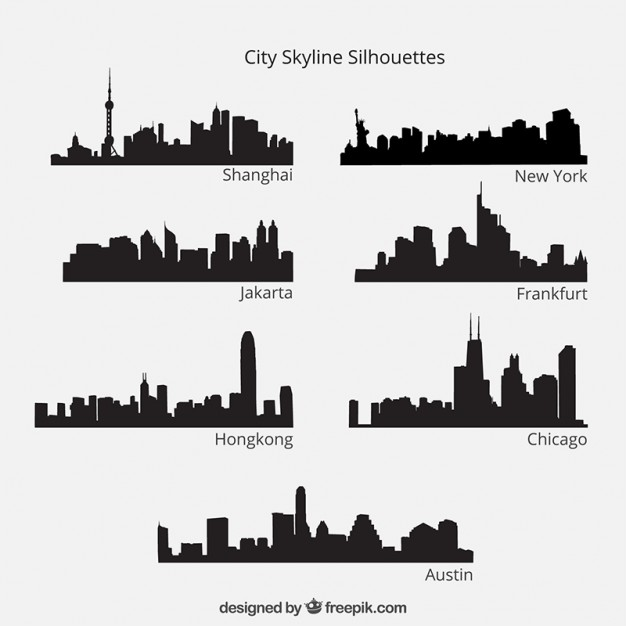 City Skyline Silhouettes
Shanghai
New York
Jakarta
Frankfurt
Hongkong
Chicago
Austin
designed by freepik.com